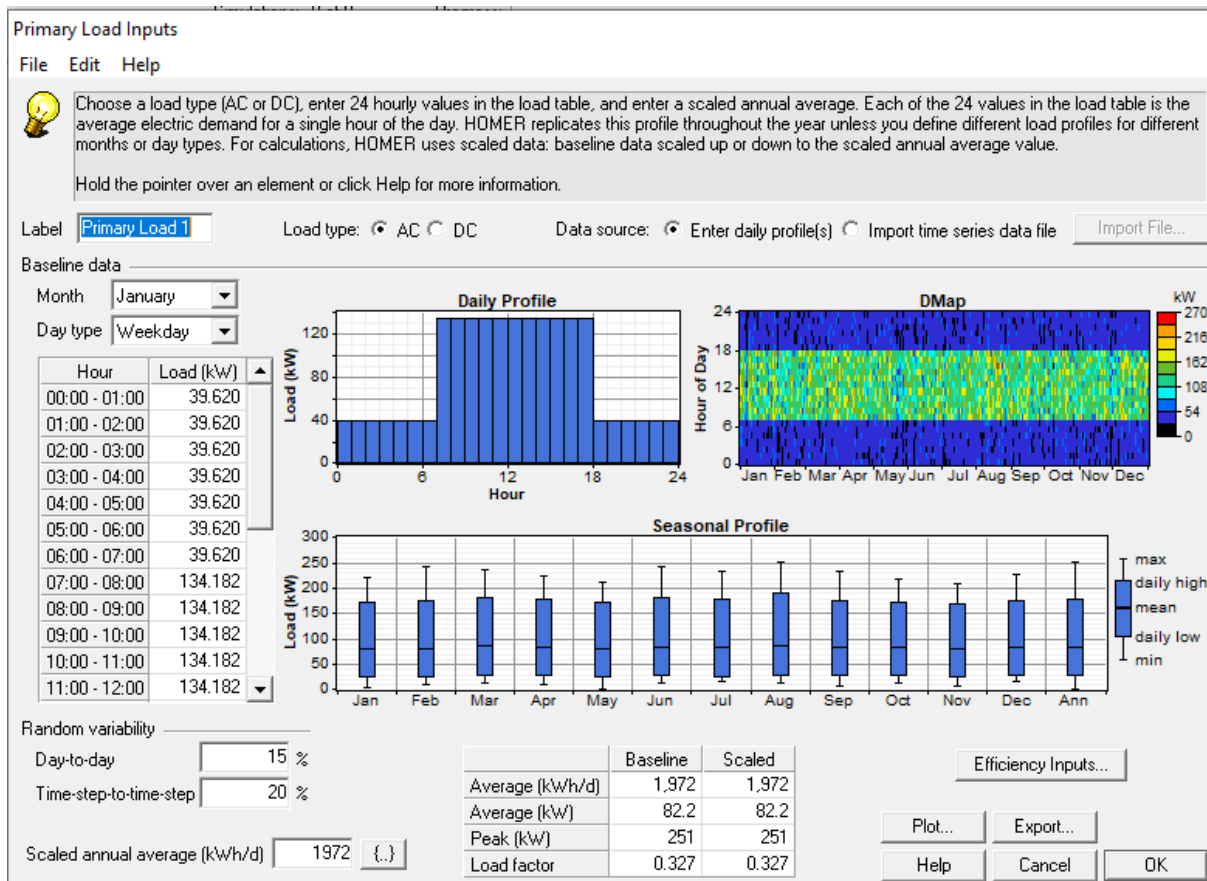 Primary Load Inputs
File Edit Help
Choose a load type (AC or DC), enter 24 hourly values in the load table, and enter a scaled annual average. Each of the 24 values in the load table is the
average electric demand for a single hour of the day. HOMER replicates this profile throughout the year unless you define different load profiles for different
months or day types. For calculations, HOMER uses scaled data: baseline data scaled up or down to the scaled annual average value.
Hold the pointer over an element or click Help for more information.
Label Primary Load 1 Load type: AC DC Data source: Enter daily profile(s) Import time series data file Import File...
Baseline data
Month January
Day type Weekday
Hour Load (kW)
00:00 - 01:00 39.620
01:00 - 02:00 39.620
02:00 - 03:00 39.620
03:00 - 04:00 39.620
04:00 - 05:00 39.620
05:00 - 06:00 39.620
06:00 - 07:00 39.620
07:00 - 08:00 134.182
08:00 - 09:00 134.182
09:00 - 10:00 134.182
10:00 - 11:00 134.182
11:00 - 12:00 134.182
Daily Profile
Load (kW)
120
80
40
0
0 6 12 18 24
Hour
DMap
Hour of Day
24
18
12
6
0
Jan Feb Mar Apr May Jun Jul Aug Sep Oct Nov Dec
kW
270
216
162
108
54
0
Seasonal Profile
Load (kW)
300
250
200
150
100
50
0
Jan Feb Mar Apr May Jun Jul Aug Sep Oct Nov Dec Ann
max
daily high
mean
daily low
min
Random variability
Day-to-day 15 %
Time-step-to-time-step 20 %
Scaled annual average (kWh/d) 1972 {..}
Baseline Scaled
Average (kWh/d) 1,972 1,972
Average (kW) 82.2 82.2
Peak (kW) 251 251
Load factor 0.327 0.327
Efficiency Inputs...
Plot... Export...
Help Cancel OK